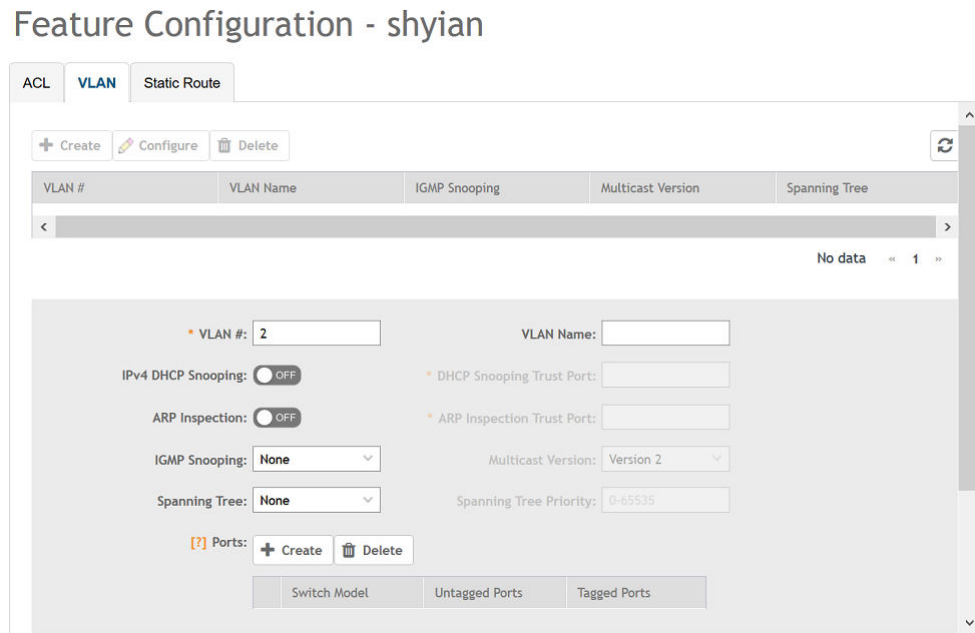 Feature Configuration - shyian
ACL VLAN Static Route
Create Configure Delete
VLAN # VLAN Name IGMP Snooping Multicast Version Spanning Tree
No data « 1 »
* VLAN #: 2 VLAN Name:
IPv4 DHCP Snooping: OFF * DHCP Snooping Trust Port:
ARP Inspection: OFF * ARP Inspection Trust Port:
IGMP Snooping: None Multicast Version: Version 2
Spanning Tree: None Spanning Tree Priority: 0-65535
[?] Ports: Create Delete
Switch Model Untagged Ports Tagged Ports